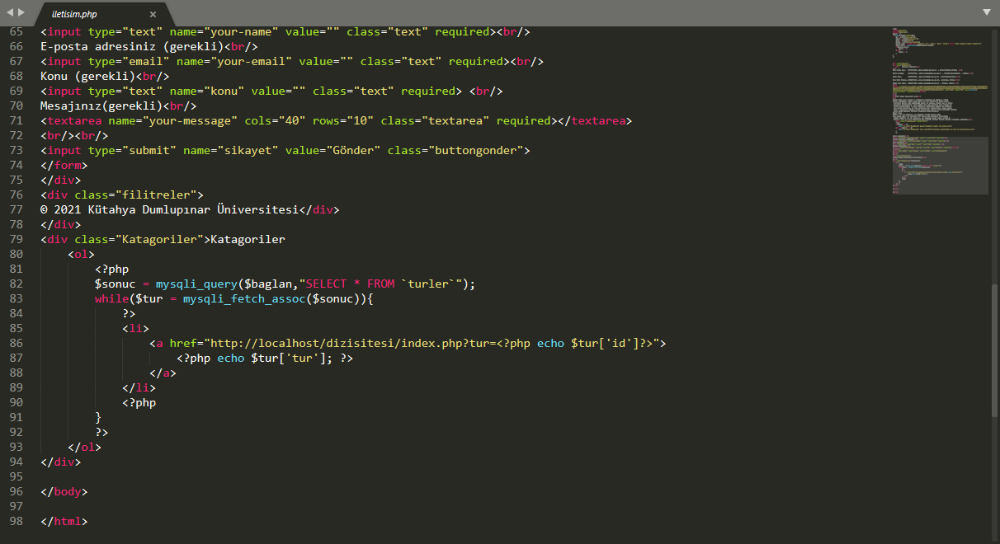 iletisim.php
65 <input type="text" name="your-name" value="" class="text" required><br/>
66 E-posta adresiniz (gerekli)<br/>
67 <input type="email" name="your-email" value="" class="text" required><br/>
68 Konu (gerekli)<br/>
69 <input type="text" name="konu" value="" class="text" required> <br/>
70 Mesajınız(gerekli)<br/>
71 <textarea name="your-message" cols="40" rows="10" class="textarea" required></textarea>
72 <br/><br/>
73 <input type="submit" name="sikayet" value="Gönder" class="buttongonder">
74 </form>
75 </div>
76 <div class="filitreler">
77 © 2021 Kütahya Dumlupınar Üniversitesi</div>
78 </div>
79 <div class="Katagoriler">Katagoriler
80 <ol>
81 <?php
82 $sonuc = mysqli_query($baglan,"SELECT * FROM `turler`");
83 while($tur = mysqli_fetch_assoc($sonuc)){
84 ?>
85 <li>
86 <a href="http://localhost/dizisitesi/index.php?tur=<?php echo $tur['id']?>">
87 <?php echo $tur['tur']; ?>
88 </a>
89 </li>
90 <?php
91 }
92 ?>
93 </ol>
94 </div>
95
96 </body>
97
98 </html>